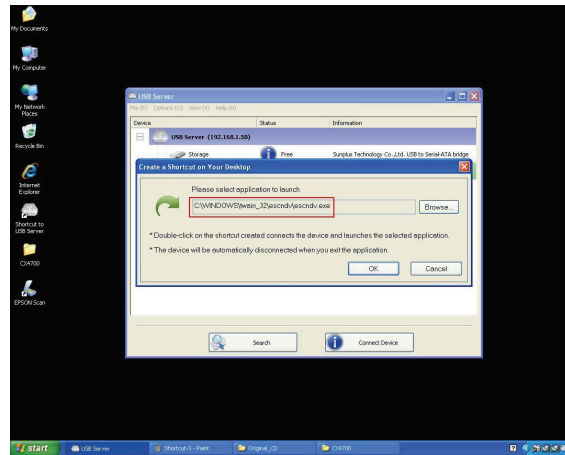 My Documents
My Computer
My Network
Places
Recycle Bin
Internet
Explorer
Shortcut to
USB Server
CX4700
EPSON Scan
USB Server
File (F) Options (O) View (V) Help (H)
Device Status Information
USB Server (192.168.1.50)
Storage Free Sunplus Technology Co.,Ltd. USB to Serial-ATA bridge
Create a Shortcut on Your Desktop
Please select application to launch
C:\WINDOWS\twain_32\escndv\escndv.exe Browse...
* Double-click on the shortcut created connects the device and launches the selected application.
* The device will be automatically disconnected when you exit the application.
OK Cancel
Search Connect Device
start USB Server Shortcut-3 - Paint Original_CD CX4700